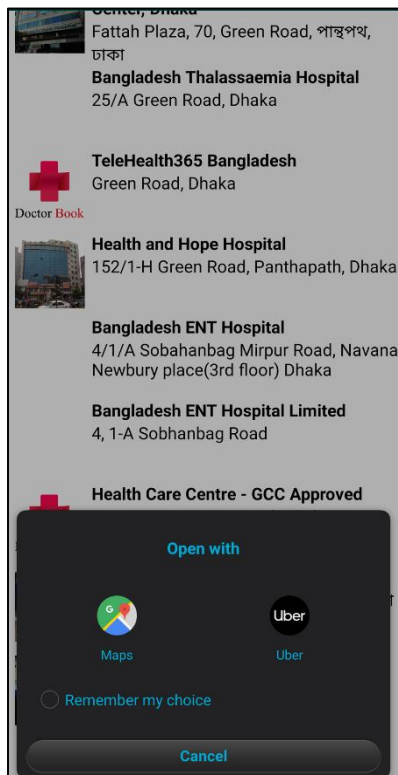 Center, Dhaka
Fattah Plaza, 70, Green Road, পান্থপথ,
ঢাকা
Bangladesh Thalassaemia Hospital
25/A Green Road, Dhaka
TeleHealth365 Bangladesh
Green Road, Dhaka
Doctor Book
Health and Hope Hospital
152/1-H Green Road, Panthapath, Dhaka
Bangladesh ENT Hospital
4/1/A Sobahanbag Mirpur Road, Navana
Newbury place(3rd floor) Dhaka
Bangladesh ENT Hospital Limited
4, 1-A Sobhanbag Road
Health Care Centre - GCC Approved
Open with
Maps
Uber
Uber
Remember my choice
Cancel